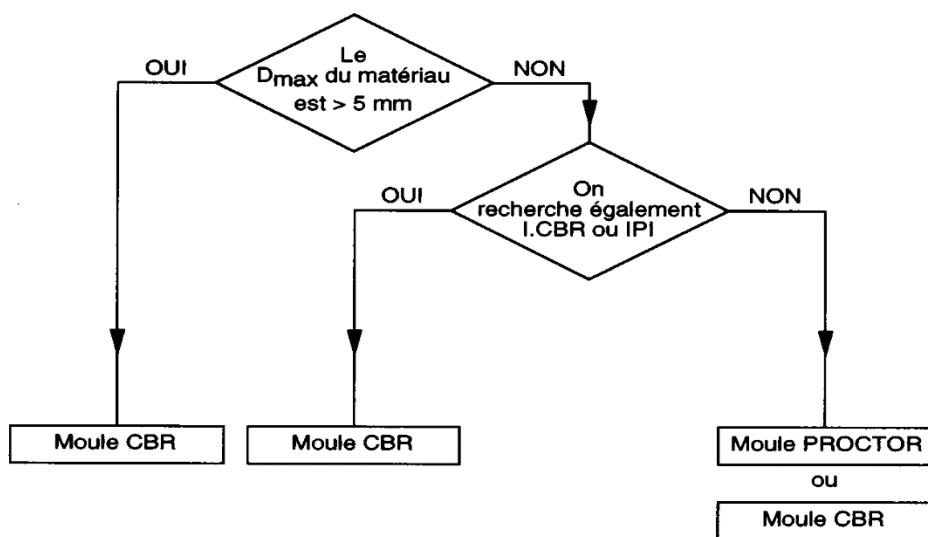 Le
OUI
Dmax du matériau
NON
est > 5 mm
On
OUI
recherche également
NON
I.CBR ou IPI
Moule CBR
Moule CBR
Moule PROCTOR
ou
Moule CBR